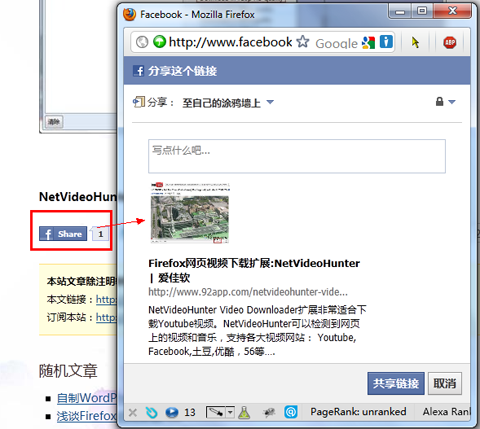 Facebook - Mozilla Firefox
http://www.facebook
Google
ABP
分享这个链接
分享： 至自己的涂鸦墙上
写点什么吧...
Firefox网页视频下载扩展:NetVideoHunter
| 爱佳软
http://www.92app.com/netvideohunter-vide...
NetVideoHunter Video Downloader扩展非常适合下
载Youtube视频。NetVideoHunter可以检测到网页
上的视频和音乐，支持各大视频网站： Youtube,
Facebook,土豆,优酷，56等....
共享链接 取消
13 PageRank: unranked Alexa Rank
清除
NetVideoHun
Share 1
本站文章除注明
本文链接：http
订阅本站：http
随机文章
自制WordP
浅谈Firefox